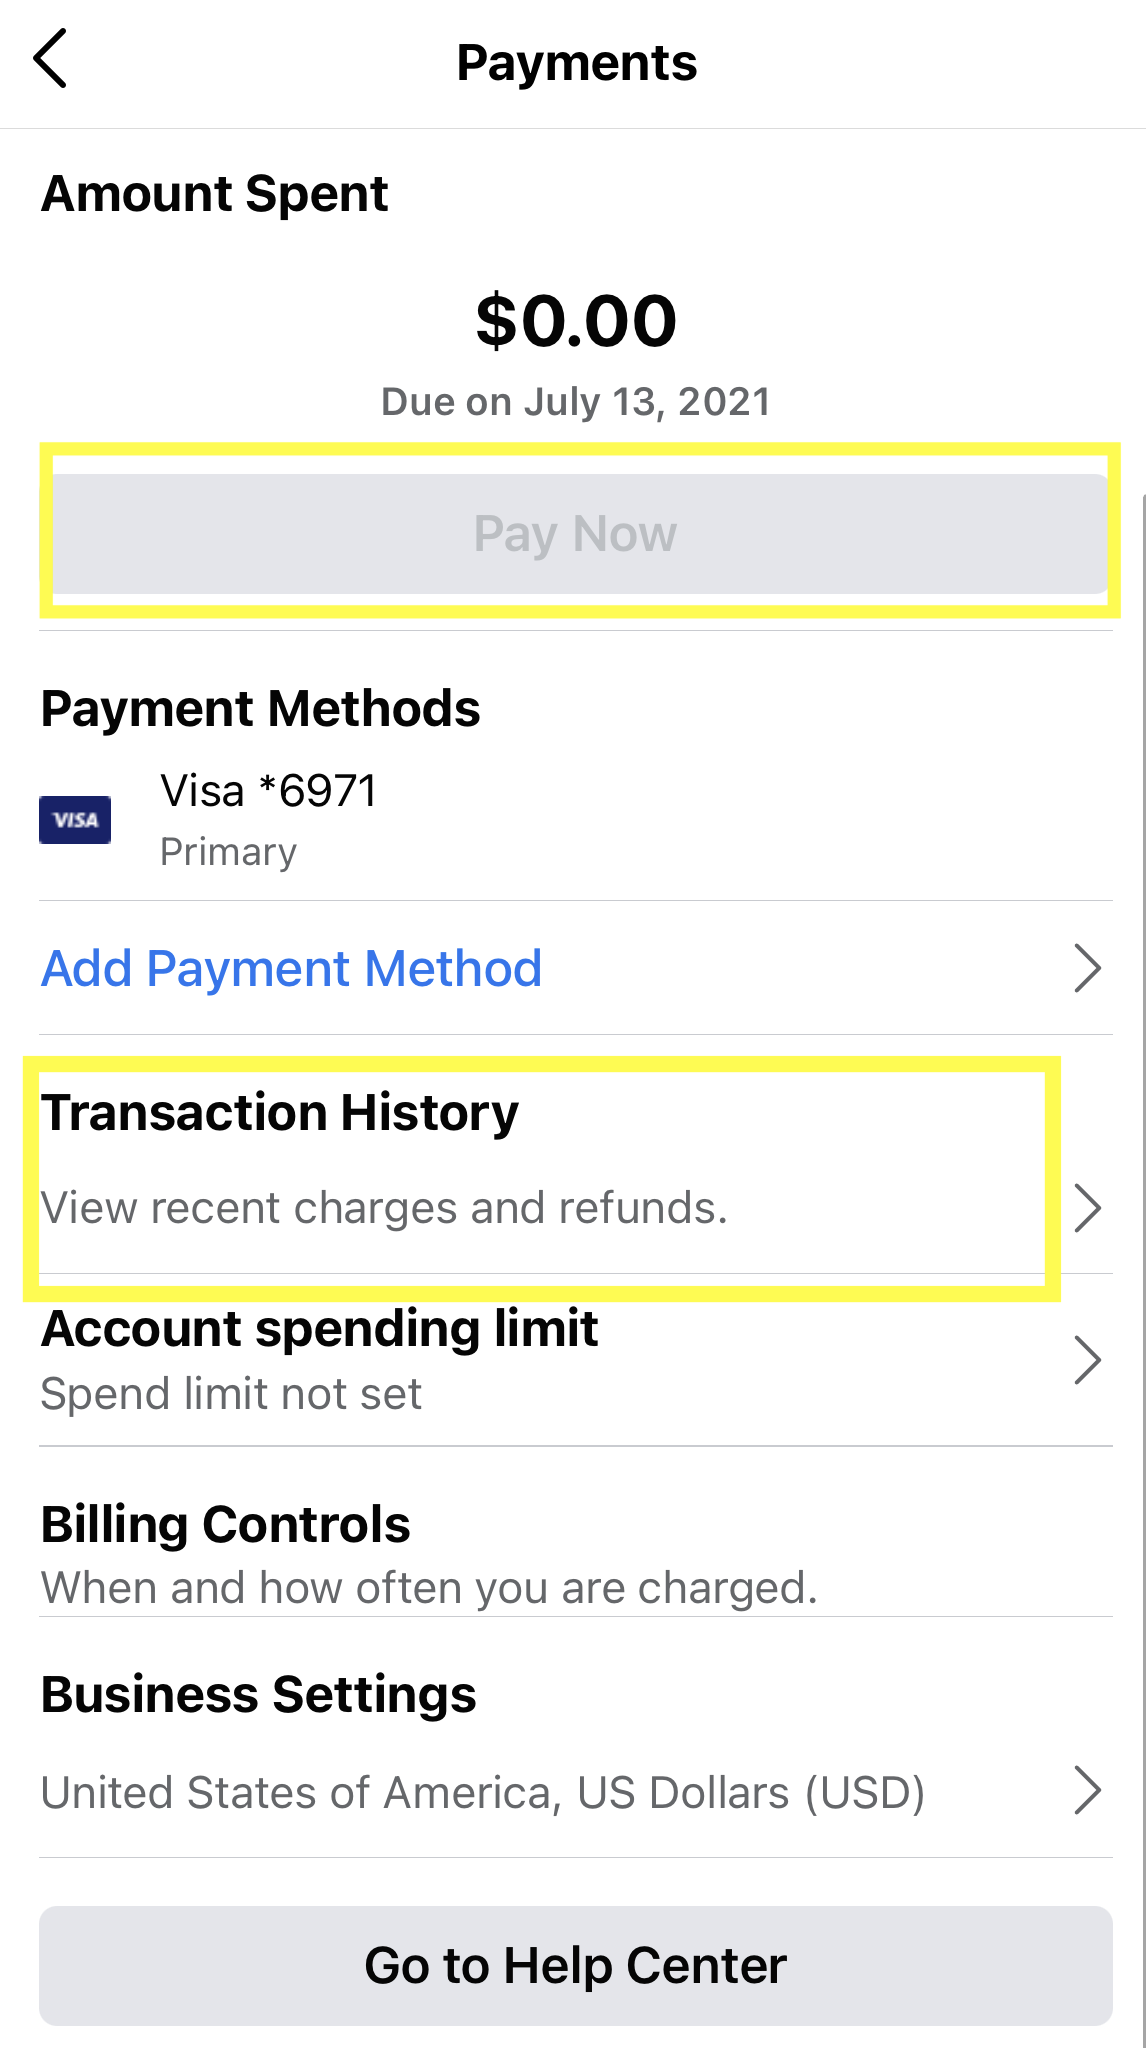 Payments
Amount Spent
$0.00
Due on July 13, 2021
Pay Now
Payment Methods
VISA
Visa *6971
Primary
Add Payment Method
Transaction History
View recent charges and refunds.
Account spending limit
Spend limit not set
Billing Controls
When and how often you are charged.
Business Settings
United States of America, US Dollars (USD)
Go to Help Center